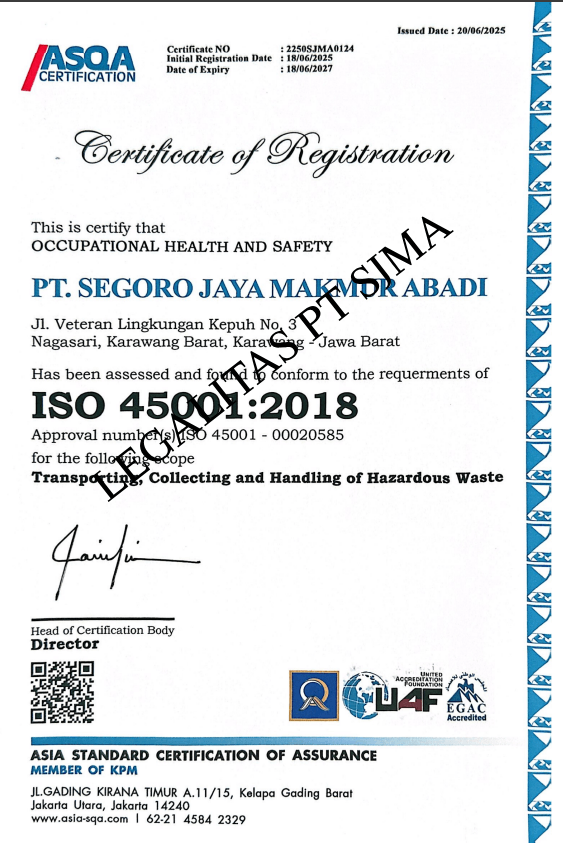 Issued Date : 20/06/2025
ASQA
CERTIFICATION
Certificate NO : 2250SJMA0124
Initial Registration Date : 18/06/2025
Date of Expiry : 18/06/2027
Certificate of Registration
This is certify that
OCCUPATIONAL HEALTH AND SAFETY
PT. SEGORO JAYA MAKMUR ABADI
Jl. Veteran Lingkungan Kepuh No. 3
Nagasari, Karawang Barat, Karawang - Jawa Barat
Has been assessed and found to conform to the requerments of
ISO 45001:2018
Approval number(s) ISO 45001 - 00020585
for the following scope
Transporting, Collecting and Handling of Hazardous Waste
LEGALITAS PT SJMA
Head of Certification Body
Director
UNITED
ACCREDITATION
FOUNDATION
UAF
EGAC
Accredited
ASIA STANDARD CERTIFICATION OF ASSURANCE
MEMBER OF KPM
JL.GADING KIRANA TIMUR A.11/15, Kelapa Gading Barat
Jakarta Utara, Jakarta 14240
www.asia-sqa.com | 62-21 4584 2329